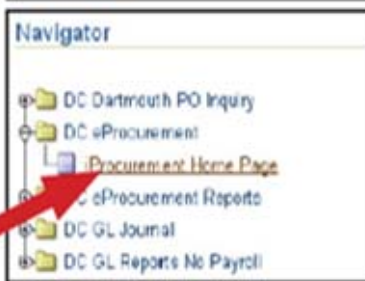 Navigator
DC Dartmouth PO Inquiry
DC eProcurement
iProcurement Home Page
DC eProcurement Reports
DC GL Journal
DC GL Reports No Payroll